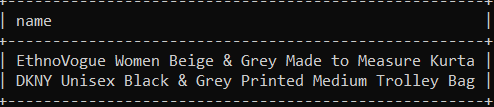 name
EthnoVogue Women Beige & Grey Made to Measure Kurta
DKNY Unisex Black & Grey Printed Medium Trolley Bag